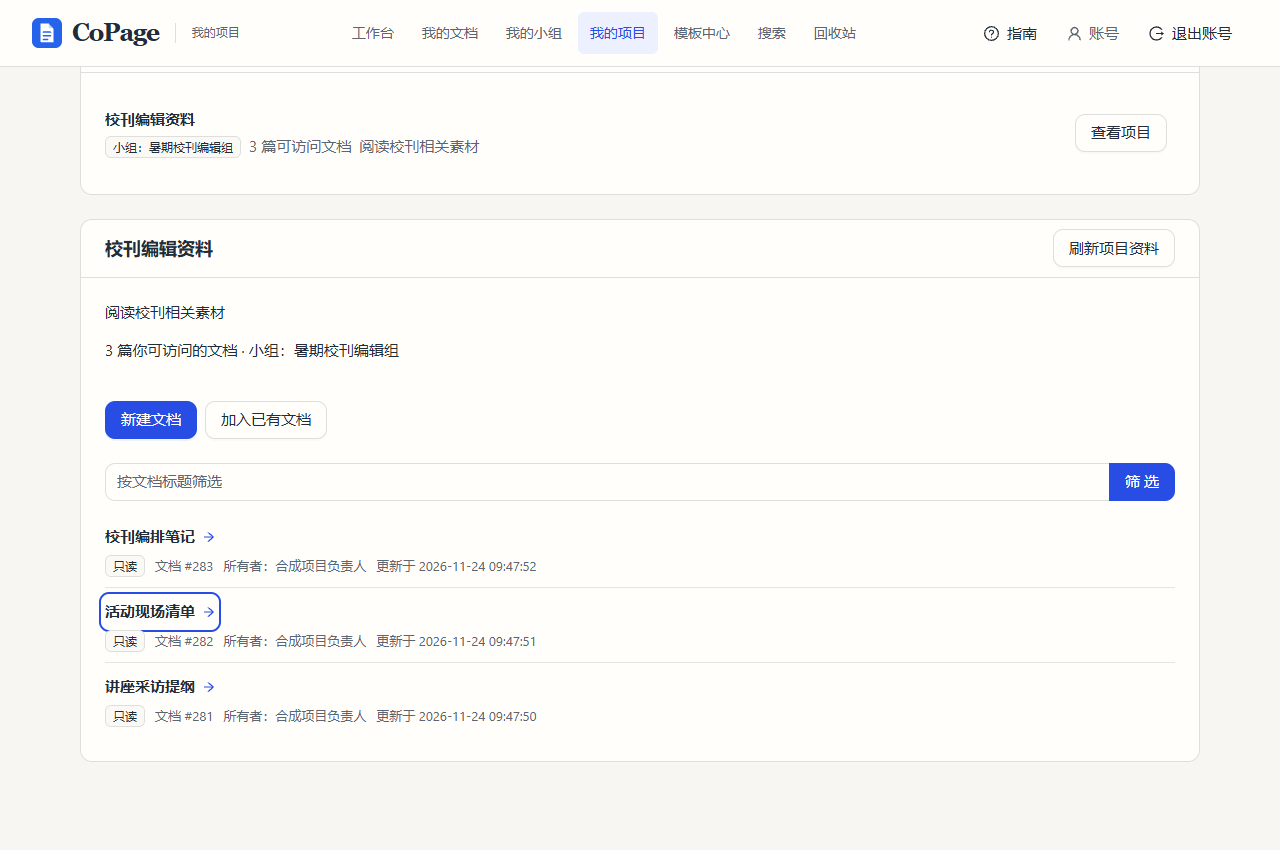 CoPage 我的项目 工作台 我的文档 我的小组 我的项目 模板中心 搜索 回收站 指南 账号 退出账号
校刊编辑资料
小组：暑期校刊编辑组 3 篇可访问文档 阅读校刊相关素材
查看项目
校刊编辑资料
刷新项目资料
阅读校刊相关素材
3 篇你可访问的文档 · 小组：暑期校刊编辑组
新建文档 加入已有文档
按文档标题筛选 筛 选
校刊编排笔记
只读 文档 #283 所有者：合成项目负责人 更新于 2026-11-24 09:47:52
活动现场清单
只读 文档 #282 所有者：合成项目负责人 更新于 2026-11-24 09:47:51
讲座采访提纲
只读 文档 #281 所有者：合成项目负责人 更新于 2026-11-24 09:47:50